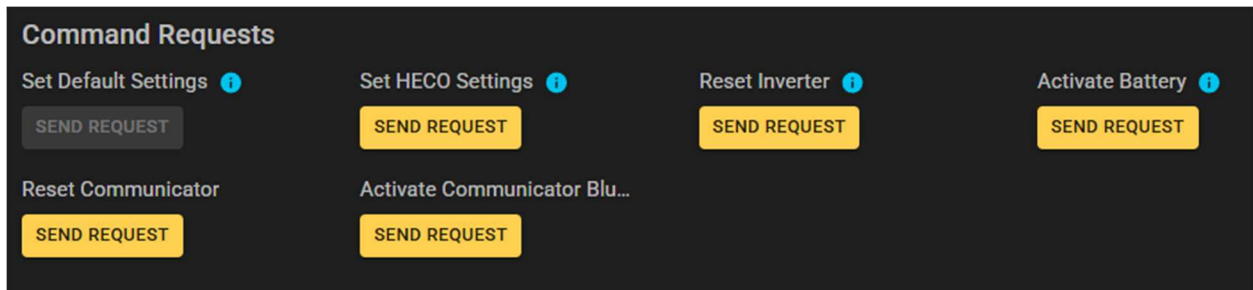 Command Requests
Set Default Settings Set HECO Settings Reset Inverter Activate Battery
SEND REQUEST SEND REQUEST SEND REQUEST SEND REQUEST
Reset Communicator Activate Communicator Blu...
SEND REQUEST SEND REQUEST